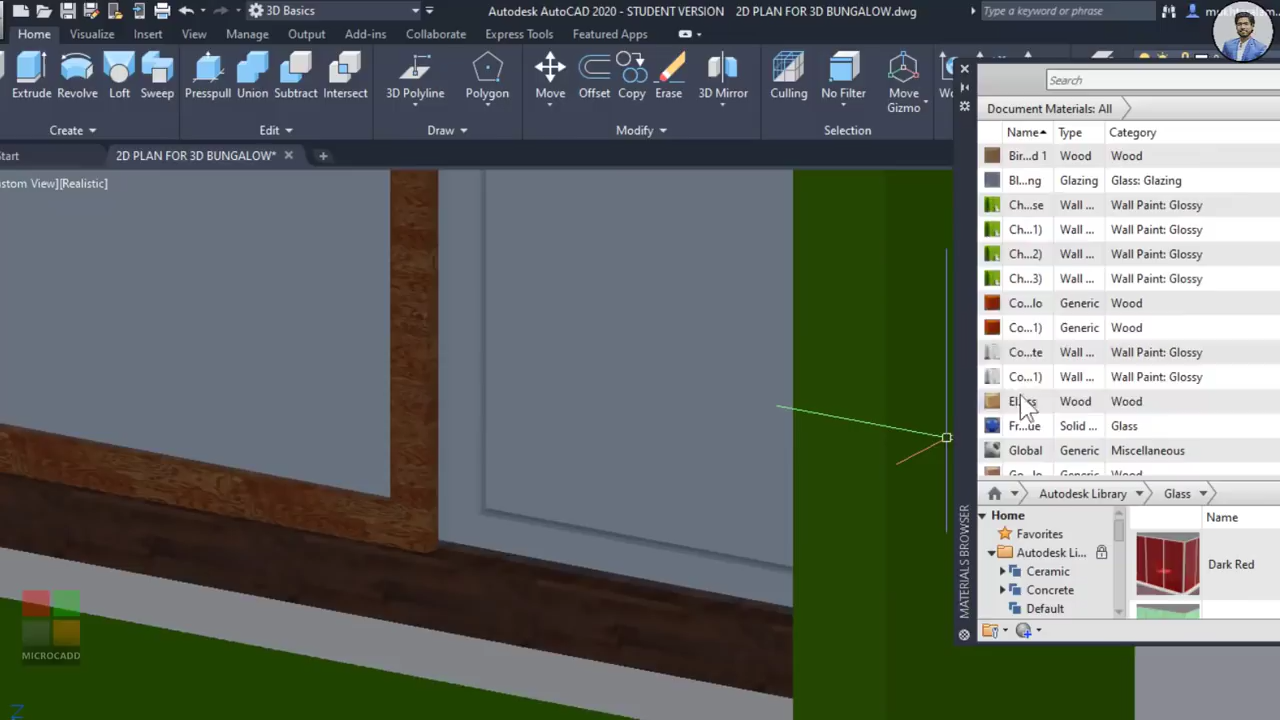 3D Basics
Autodesk AutoCAD 2020 - STUDENT VERSION 2D PLAN FOR 3D BUNGALOW.dwg
Type a keyword or phrase
Home Visualize Insert View Manage Output Add-ins Collaborate Express Tools Featured Apps
Extrude Revolve Loft Sweep Presspull Union Subtract Intersect 3D Polyline Polygon Move Offset Copy Erase 3D Mirror Culling No Filter Move Gizmo
Create Edit Draw Modify Selection
Start 2D PLAN FOR 3D BUNGALOW*
[Realistic]
Search
Document Materials: All
Name Type Category
Bir...d 1 Wood Wood
Bl...ng Glazing Glass: Glazing
Ch...se Wall ... Wall Paint: Glossy
Ch...1) Wall ... Wall Paint: Glossy
Ch...2) Wall ... Wall Paint: Glossy
Ch...3) Wall ... Wall Paint: Glossy
Co...lo Generic Wood
Co...1) Generic Wood
Co...te Wall ... Wall Paint: Glossy
Co...1) Wall ... Wall Paint: Glossy
Wood Wood
Fr...ue Solid ... Glass
Global Generic Miscellaneous
Autodesk Library Glass
Home
Favorites
Autodesk Li...
Ceramic
Concrete
Default
Name
Dark Red
MATERIALS BROWSER
MICROCADD